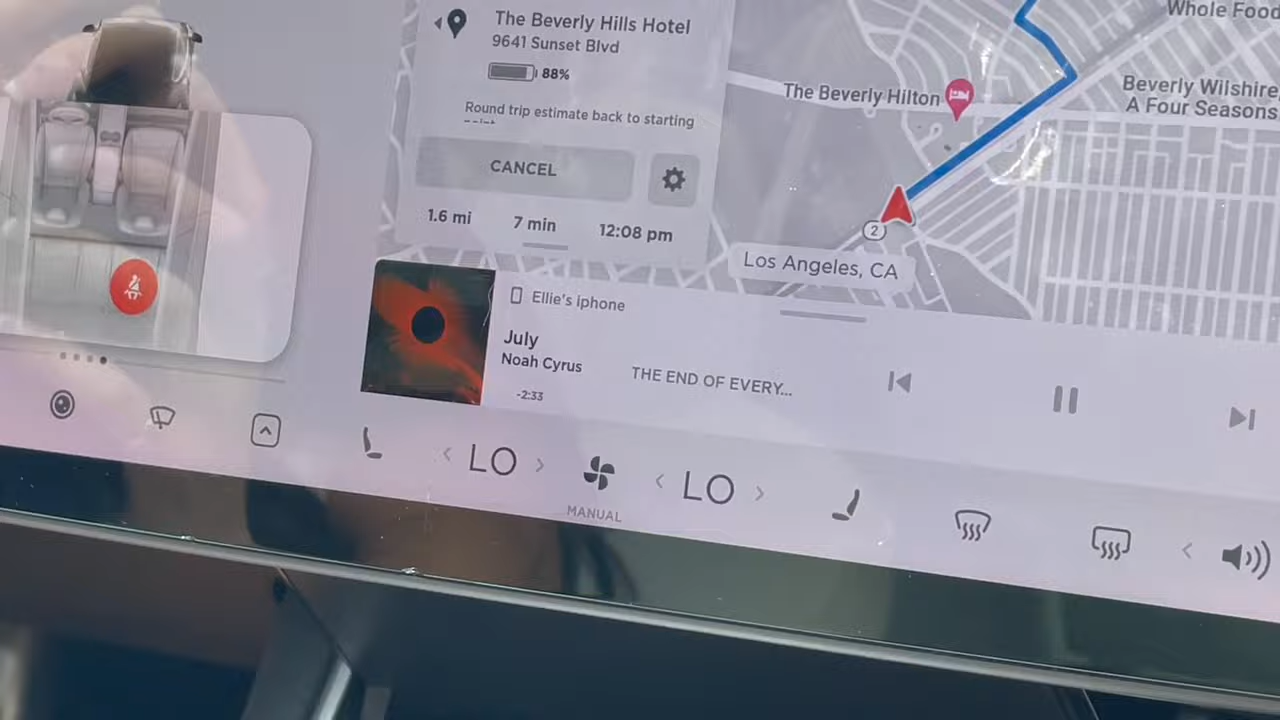 The Beverly Hills Hotel
9641 Sunset Blvd
88%
Round trip estimate back to starting
CANCEL
1.6 mi
7 min
12:08 pm
Whole Food
The Beverly Hilton
Beverly Wilshire,
A Four Seasons
2
Los Angeles, CA
Ellie's iphone
July
Noah Cyrus
-2:33
THE END OF EVERY...
LO
MANUAL
LO